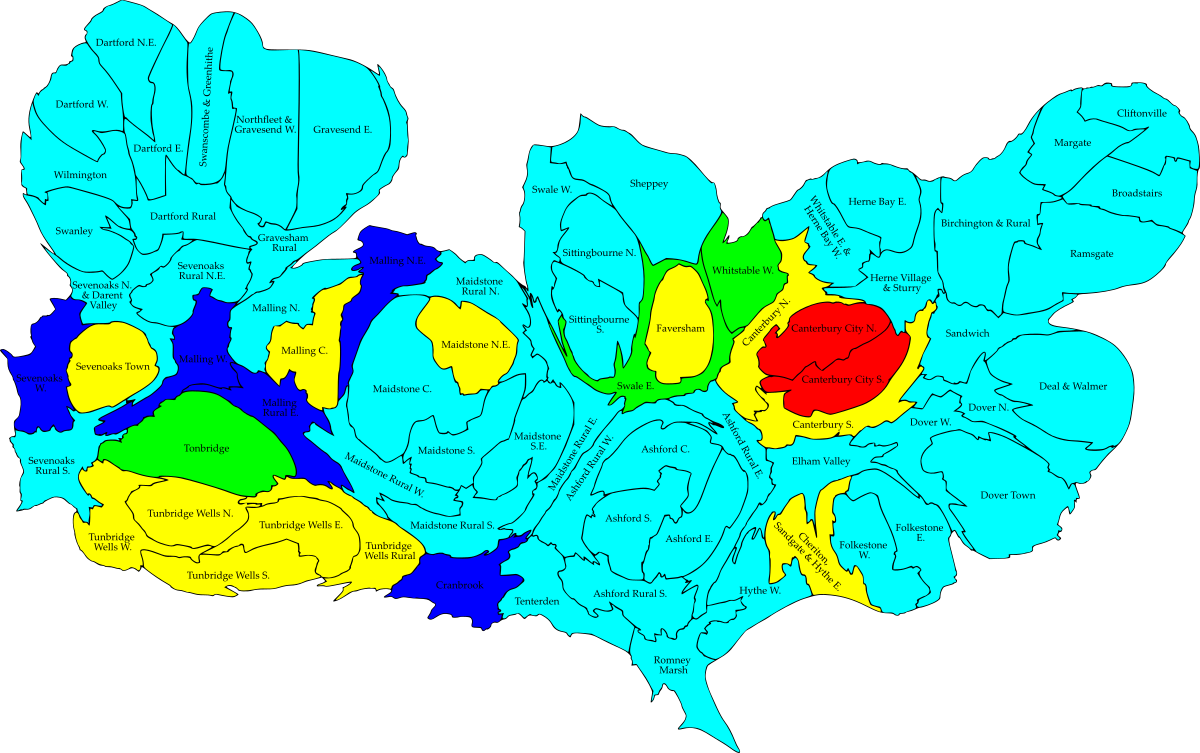 Dartford N.E.
Swanscombe & Greenhithe
Dartford W.
Northfleet &
Gravesend W.
Gravesend E.
Dartford E.
Wilmington
Dartford Rural
Swanley
Gravesham
Rural
Sevenoaks
Rural N.E.
Sevenoaks N.
& Darent
Valley
Malling N.E.
Malling N.
Maidstone
Rural N.
Malling C.
Maidstone N.E.
Sevenoaks
W.
Sevenoaks Town
Malling W.
Malling
Rural E.
Maidstone C.
Maidstone S.
Maidstone
S.E.
Tonbridge
Sevenoaks
Rural S.
Maidstone Rural W.
Maidstone Rural E.
Maidstone Rural S.
Tunbridge Wells N.
Tunbridge Wells E.
Tunbridge
Wells W.
Tunbridge
Wells Rural
Tunbridge Wells S.
Cranbrook
Tenterden
Swale W.
Sheppey
Sittingbourne N.
Sittingbourne
S.
Faversham
Swale E.
Whitstable W.
Whitstable E. &
Herne Bay W.
Herne Bay E.
Herne Village
& Sturry
Canterbury N.
Canterbury City N.
Canterbury City S.
Canterbury S.
Birchington & Rural
Margate
Cliftonville
Broadstairs
Ramsgate
Sandwich
Deal & Walmer
Dover N.
Dover W.
Dover Town
Elham Valley
Ashford Rural E.
Ashford Rural W.
Ashford C.
Ashford S.
Ashford E.
Ashford Rural S.
Hythe W.
Cheriton,
Sandgate & Hythe E.
Folkestone
W.
Folkestone
E.
Romney
Marsh